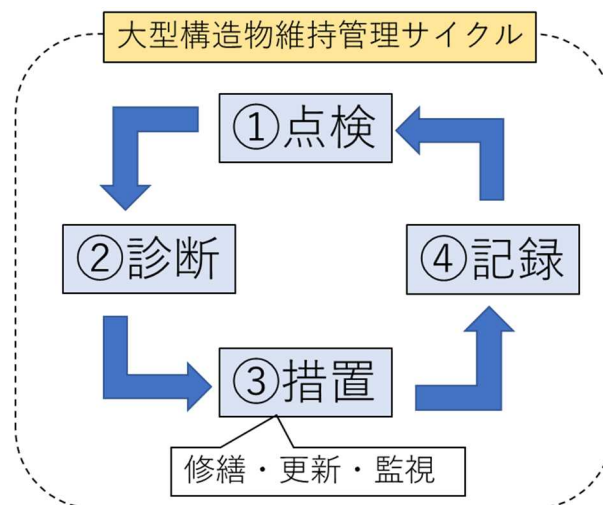 大型構造物維持管理サイクル
①点検
②診断
④記録
③措置
修繕・更新・監視